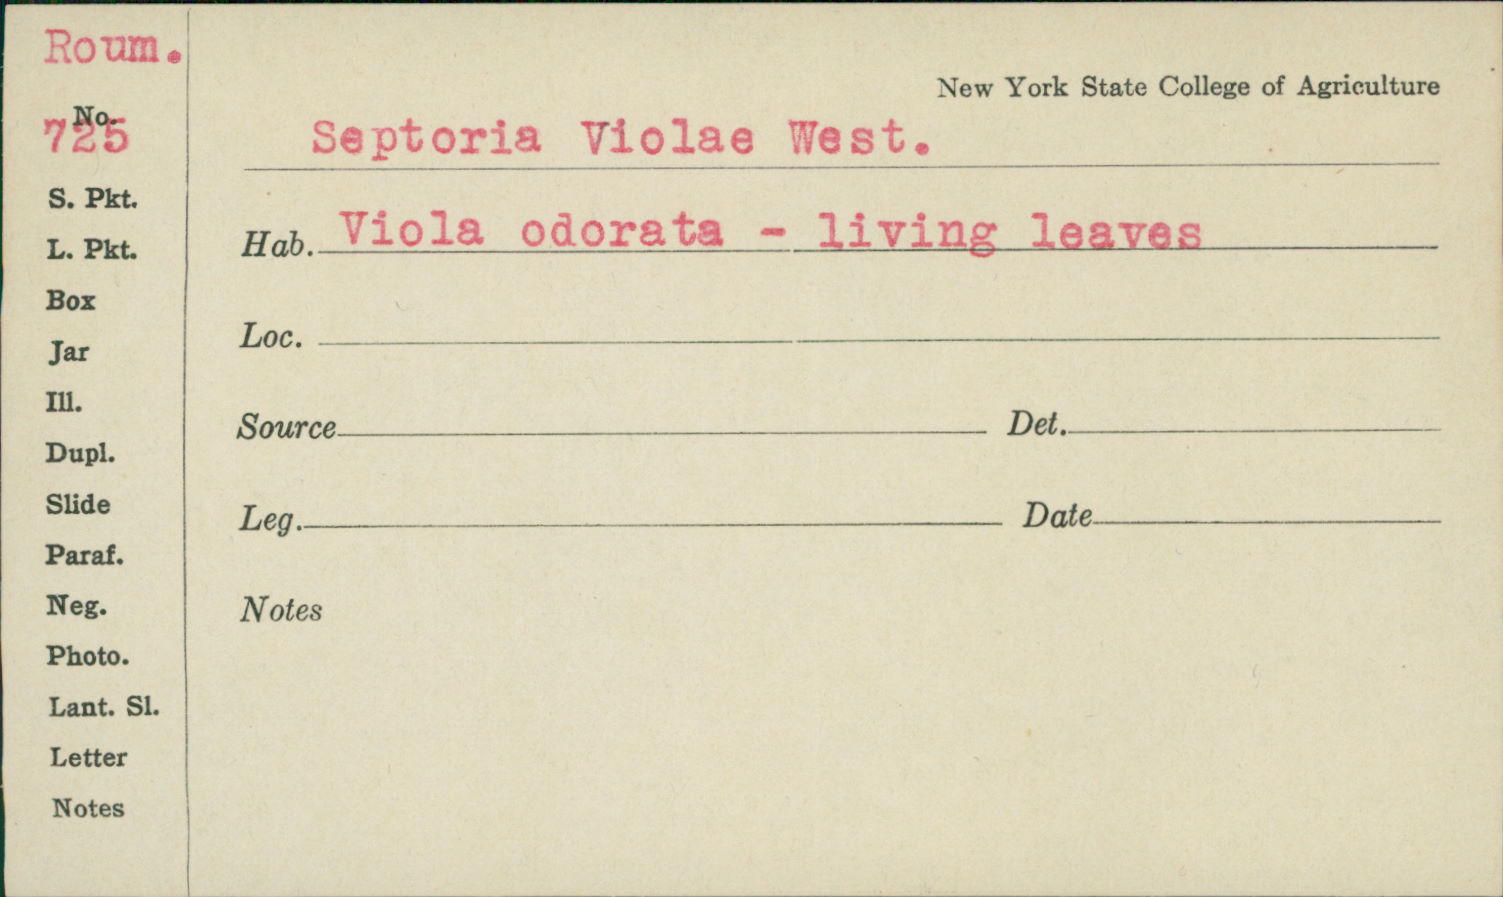 Roum.
No.
725
S. Pkt.
L. Pkt.
Box
Jar
Ill.
Dupl.
Slide
Paraf.
Neg.
Photo.
Lant. Sl.
Letter
Notes
New York State College of Agriculture
Septoria Violae West.
Hab. Viola odorata - living leaves
Loc.
Source Det.
Leg. Date
Notes